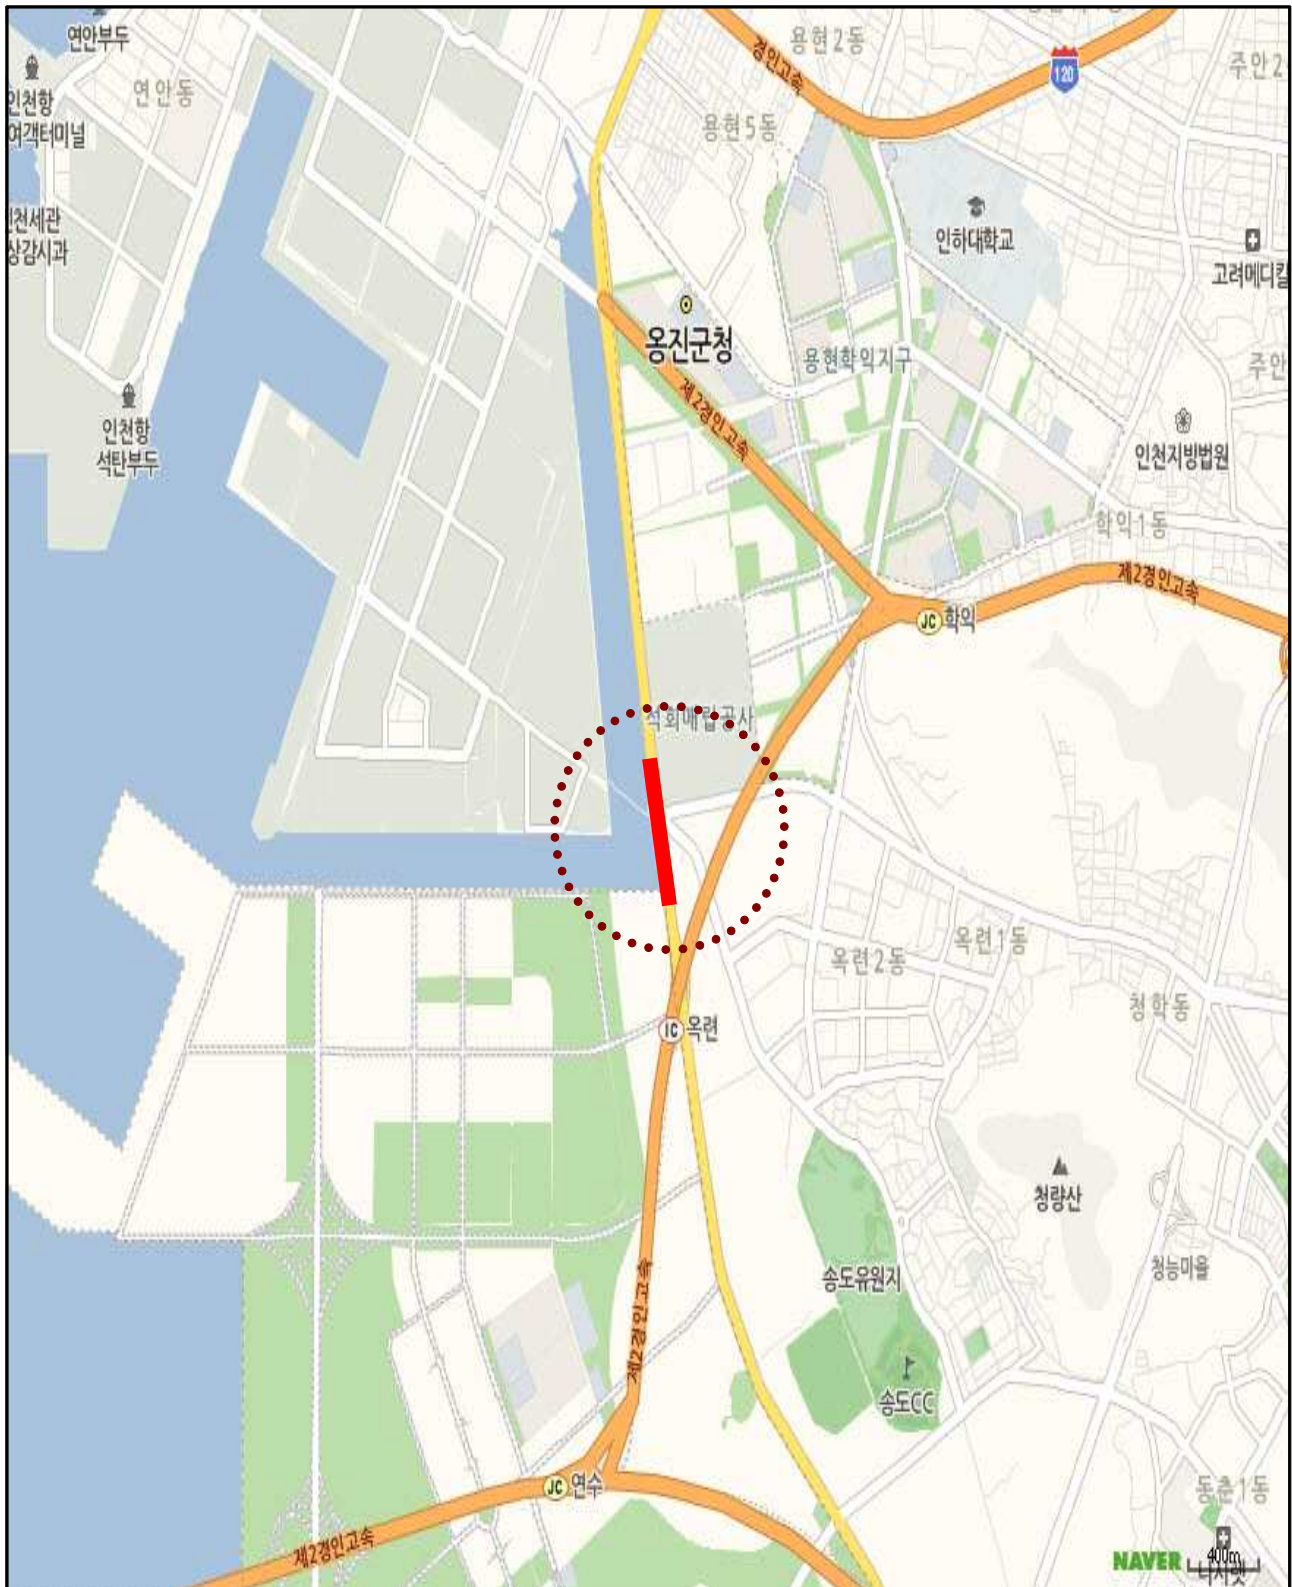 연안부두
용현2동
경인고속
120
주안2
인천항
여객터미널
연안동
용현5동
인하대학교
고려메디칼
천세관
상감시과
옹진군청
용현학익지구
주안
제2경인고속
인천항
석탄부두
인천지방법원
학익1동
제2경인고속
JC 학익
석회매립공사
옥련2동
옥련1동
청학동
IC 옥련
청량산
청능마을
송도유원지
제2경인고속
송도CC
JC 연수
동춘1동
제2경인고속
NAVER
400m